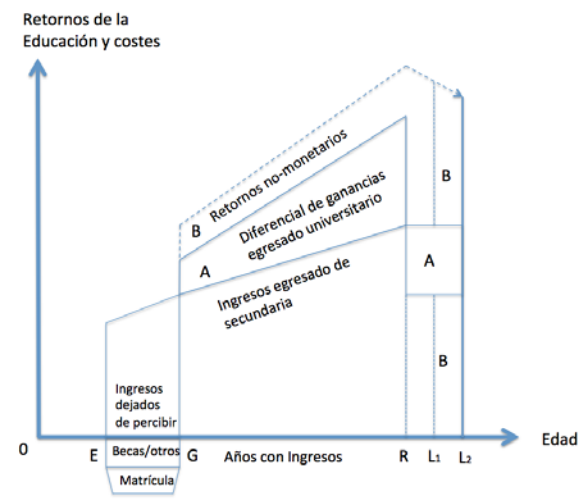 Retornos de la
Educación y costes
B
Retornos no-monetarios
A
Diferencial de ganancias
egresado universitario
Ingresos egresado de
secundaria
B
A
B
Ingresos
dejados
de percibir
0
E
Becas/otros
G
Años con Ingresos
R
L1
L2
Edad
Matrícula